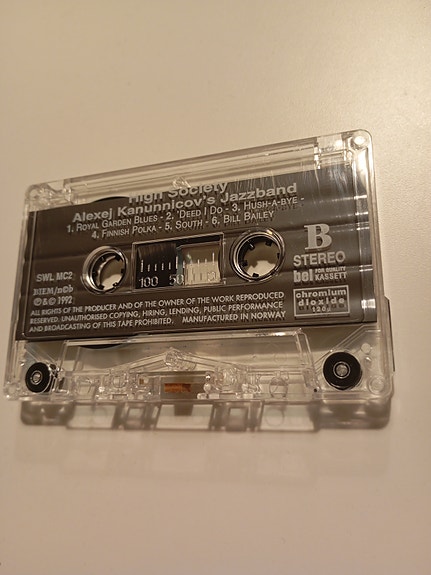 High Society
Alexej Kanunnicov's Jazzband
1. ROYAL GARDEN BLUES - 2. 'DEED I DO - 3. HUSH-A-BYE -
4. FINNISH POLKA - 5. SOUTH - 6. BILL BAILEY
B
STEREO
bel FOR QUALITY KASSETT
chromium
dioxide
120µ
SWL MC2
BIEM/n©b
℗&© 1992
100 50 0
ALL RIGHTS OF THE PRODUCER AND OF THE OWNER OF THE WORK REPRODUCED
RESERVED. UNAUTHORISED COPYING, HIRING, LENDING, PUBLIC PERFORMANCE
AND BROADCASTING OF THIS TAPE PROHIBITED. MANUFACTURED IN NORWAY